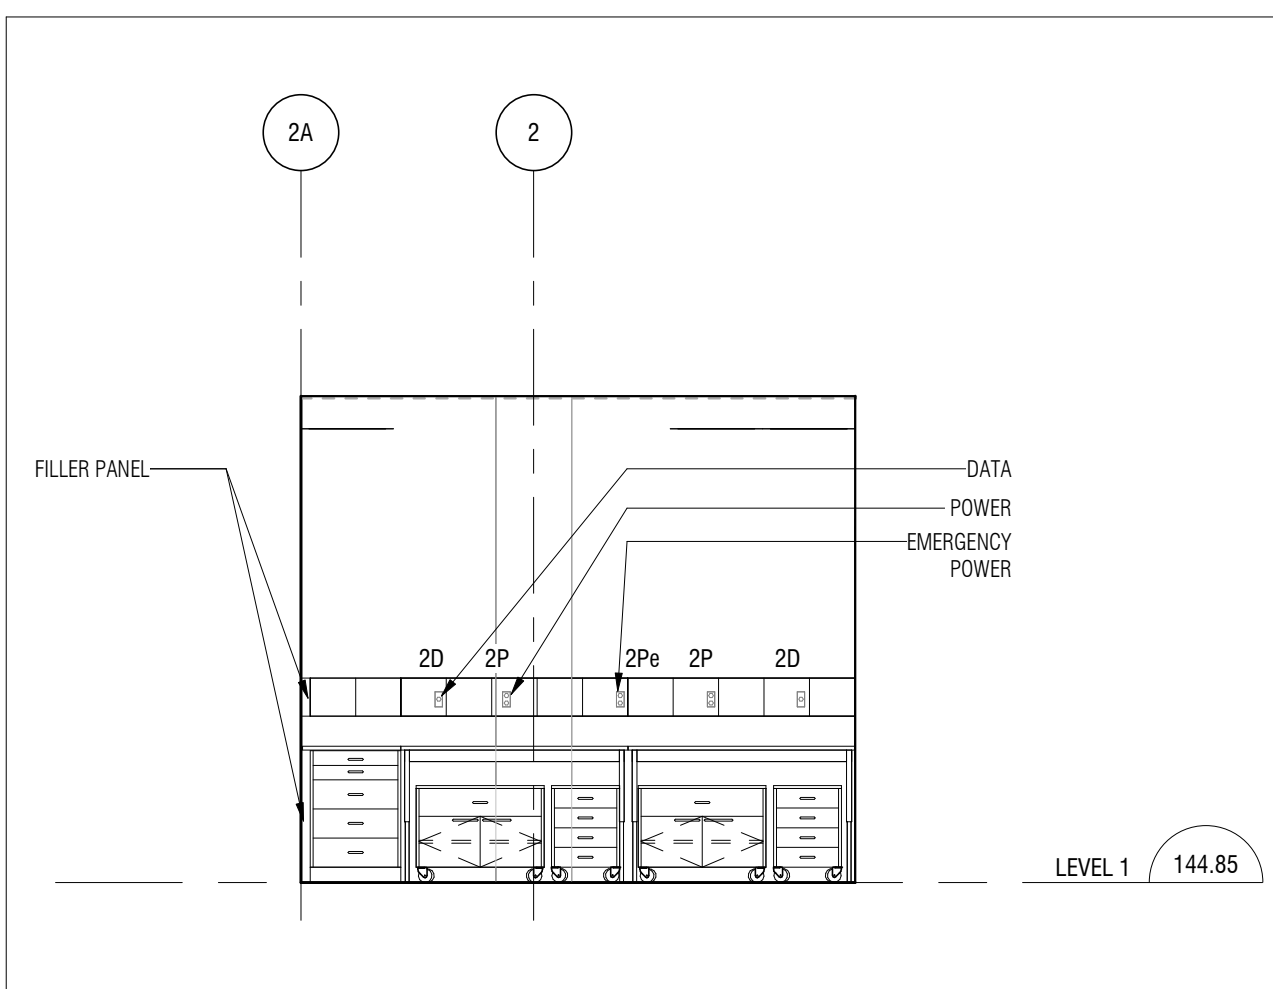 2A
2
FILLER PANEL
DATA
POWER
EMERGENCY
POWER
2D
2P
2Pe
2P
2D
LEVEL 1
144.85